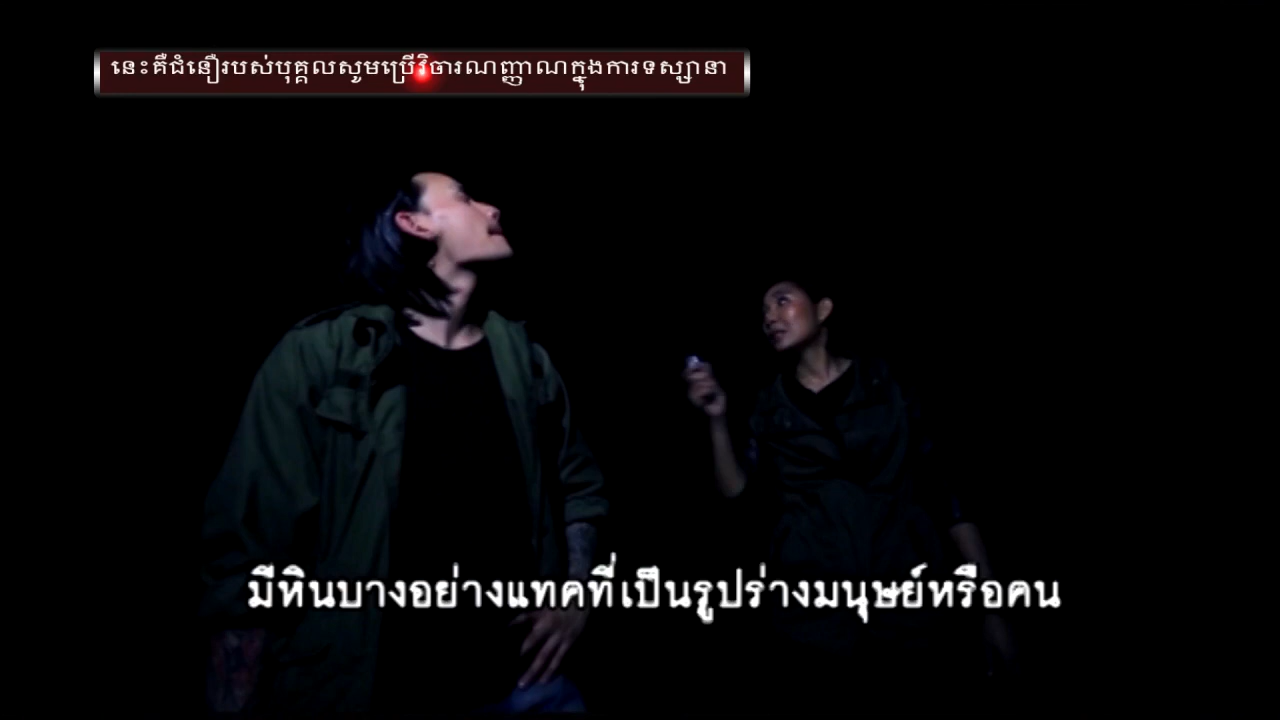 នេះគឺជំនឿរបស់បុគ្គលសូមប្រើវិចារណញ្ញាណក្នុងការទស្សនា
มีหินบางอย่างแทคที่เป็นรูปร่างมนุษย์หรือคน